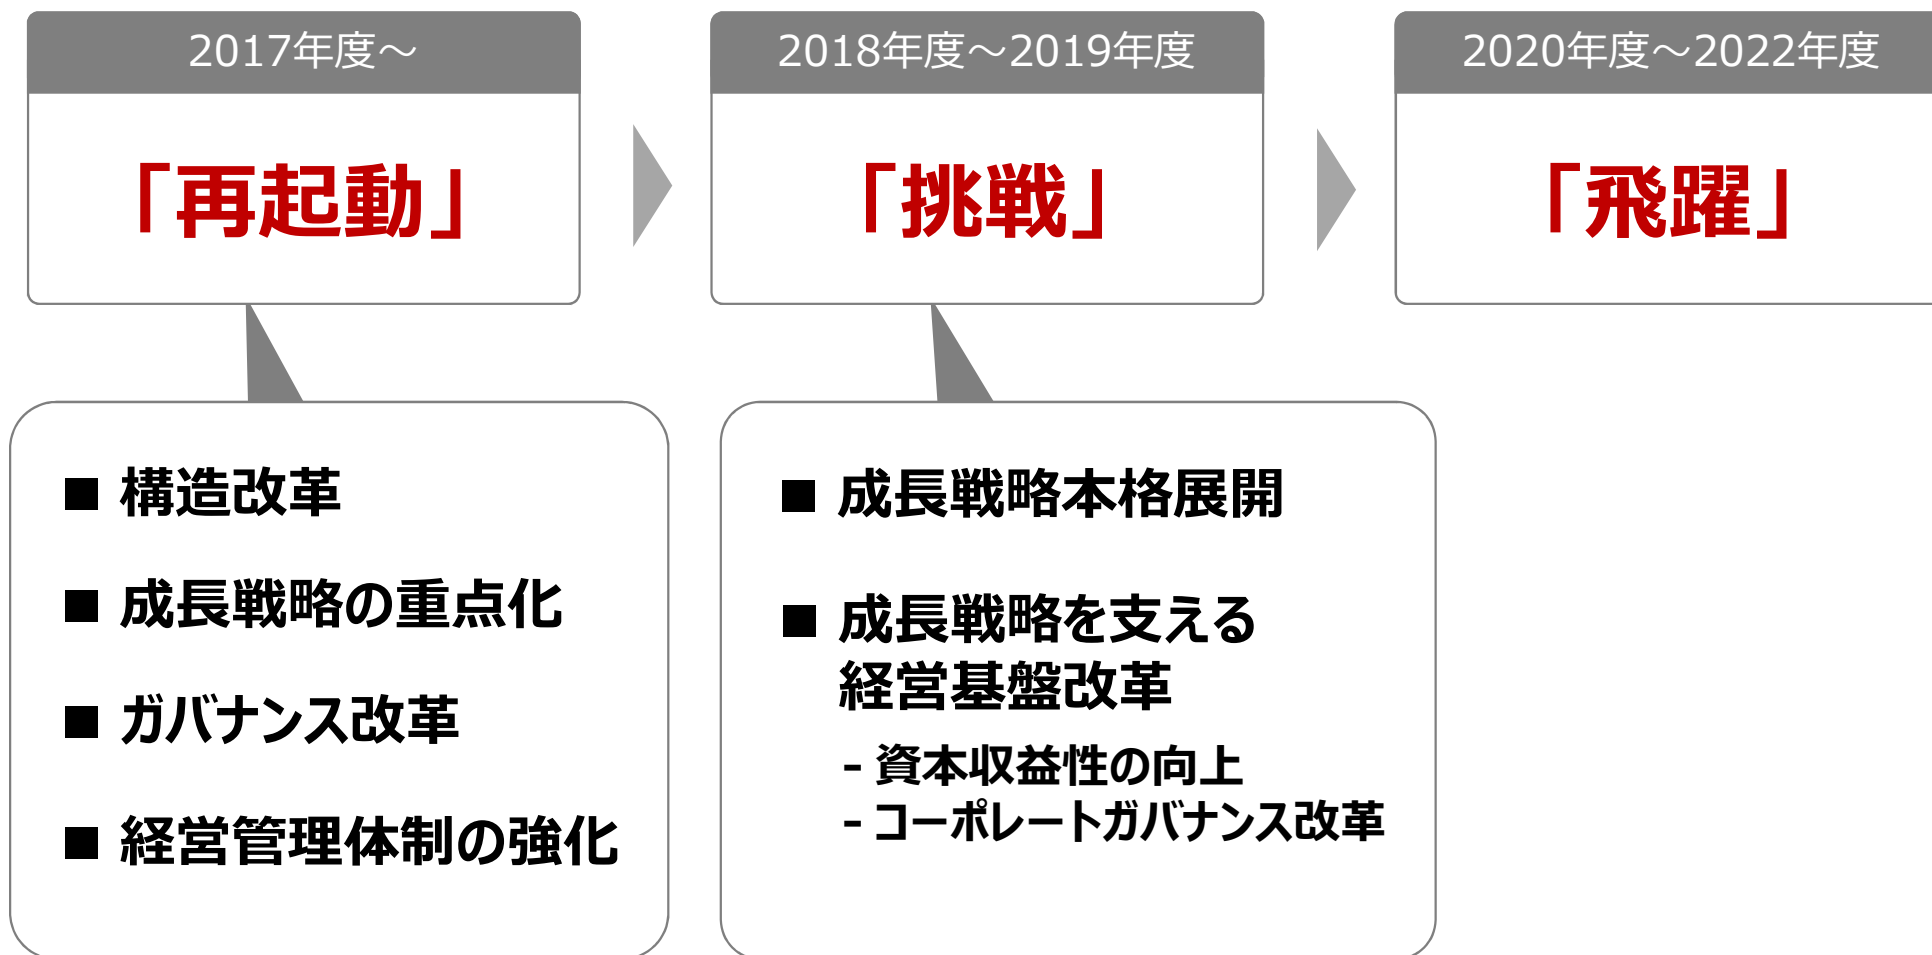 2017年度～
「再起動」
2018年度～2019年度
「挑戦」
2020年度～2022年度
「飛躍」
■ 構造改革
■ 成長戦略の重点化
■ ガバナンス改革
■ 経営管理体制の強化
■ 成長戦略本格展開
■ 成長戦略を支える
経営基盤改革
- 資本収益性の向上
- コーポレートガバナンス改革